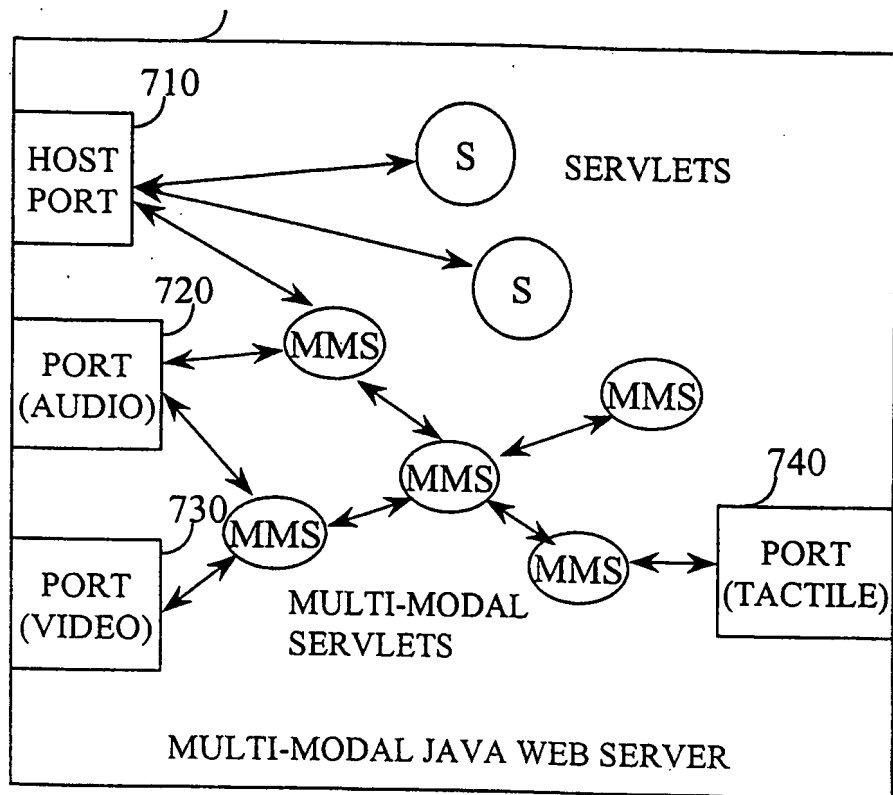 710
HOST
PORT
S
SERVLETS
S
720
PORT
(AUDIO)
MMS
MMS
MMS
740
730
MMS
PORT
(VIDEO)
MMS
PORT
(TACTILE)
MULTI-MODAL
SERVLETS
MULTI-MODAL JAVA WEB SERVER